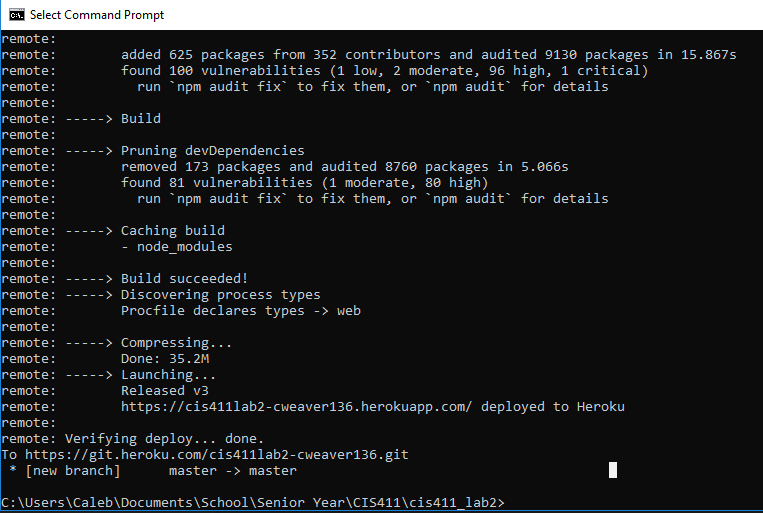 Select Command Prompt
remote:
remote:        added 625 packages from 352 contributors and audited 9130 packages in 15.867s
remote:        found 100 vulnerabilities (1 low, 2 moderate, 96 high, 1 critical)
remote:          run `npm audit fix` to fix them, or `npm audit` for details
remote:
remote: -----> Build
remote:
remote: -----> Pruning devDependencies
remote:        removed 173 packages and audited 8760 packages in 5.066s
remote:        found 81 vulnerabilities (1 moderate, 80 high)
remote:          run `npm audit fix` to fix them, or `npm audit` for details
remote:
remote: -----> Caching build
remote:        - node_modules
remote:
remote: -----> Build succeeded!
remote: -----> Discovering process types
remote:        Procfile declares types -> web
remote:
remote: -----> Compressing...
remote:        Done: 35.2M
remote: -----> Launching...
remote:        Released v3
remote:        https://cis411lab2-cweaver136.herokuapp.com/ deployed to Heroku
remote:
remote: Verifying deploy... done.
To https://git.heroku.com/cis411lab2-cweaver136.git
 * [new branch]      master -> master
C:\Users\Caleb\Documents\School\Senior Year\CIS411\cis411_lab2>